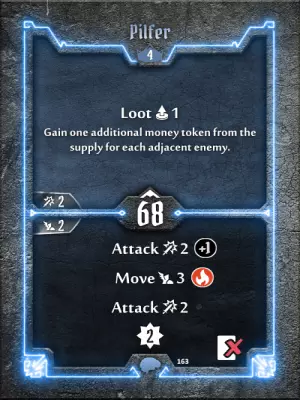 Pilfer
4
Loot 1
Gain one additional money token from the
supply for each adjacent enemy.
2
68
2
Attack 2 +1
Move 3
Attack 2
2
163